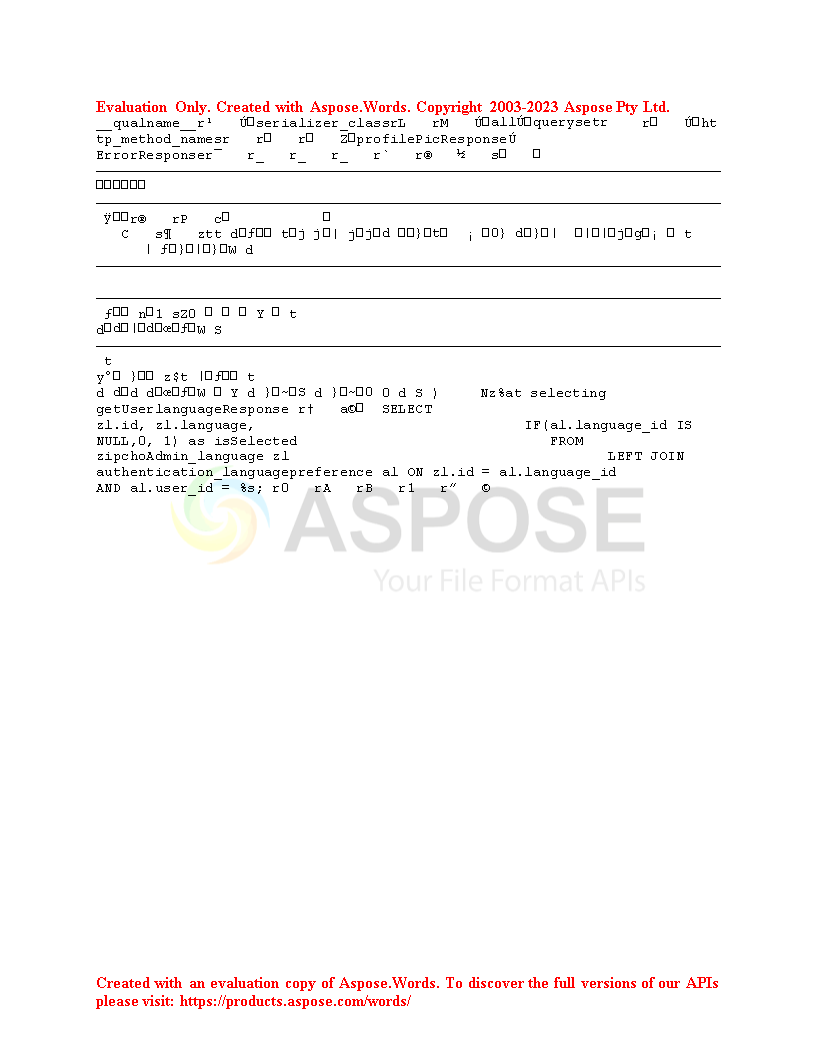 Evaluation Only. Created with Aspose.Words. Copyright 2003-2023 Aspose Pty Ltd.
__qualname__r¹ Ú□serializer_classrL rM Ú□allÚ□querysetr r□ Ú□ht
tp_method_namesr r□ r□ Z□profilePicResponseÚ
ErrorResponser¯ r_ r_ r_ r` r® ½ s□ □
□□□□□□
ÿ□□r® rP c□ □
C s¶ ztt d□ƒ□□ t□j j□| j□j□d □□}□t□ ¡ □0} d□}□| □|□|□j□g□¡ □ t
| ƒ□}□|□}□W d
ƒ□□ n□1 sZ0 □ □ □ Y □ t
d□d□|□d□œ□ƒ□W S
t
y°□ }□□ z$t |□ƒ□□ t
d d□d d□œ□ƒ□W □ Y d }□~□S d }□~□0 0 d S ) Nz%at selecting
getUserlanguageResponse r† a©□ SELECT
zl.id, zl.language, IF(al.language_id IS
NULL,0, 1) as isSelected FROM
zipchoAdmin_language zl LEFT JOIN
authentication_languagepreference al ON zl.id = al.language_id
AND al.user_id = %s; r0 rA rB r1 r″ ©
ASPOSE
Your File Format APIs
Created with an evaluation copy of Aspose.Words. To discover the full versions of our APIs
please visit: https://products.aspose.com/words/